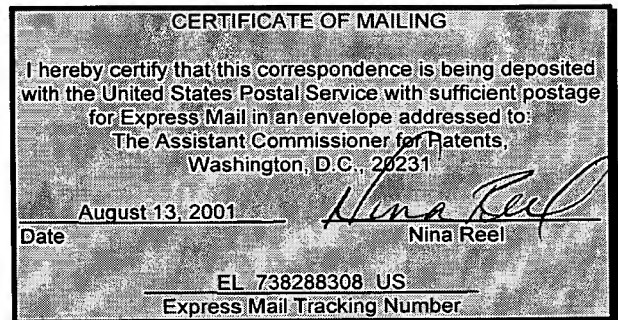 CERTIFICATE OF MAILING
I hereby certify that this correspondence is being deposited
with the United States Postal Service with sufficient postage
for Express Mail in an envelope addressed to:
The Assistant Commissioner for Patents,
Washington, D.C., 20231
August 13, 2001 Nina Reel
Date Nina Reel
EL 738288308 US
Express Mail Tracking Number